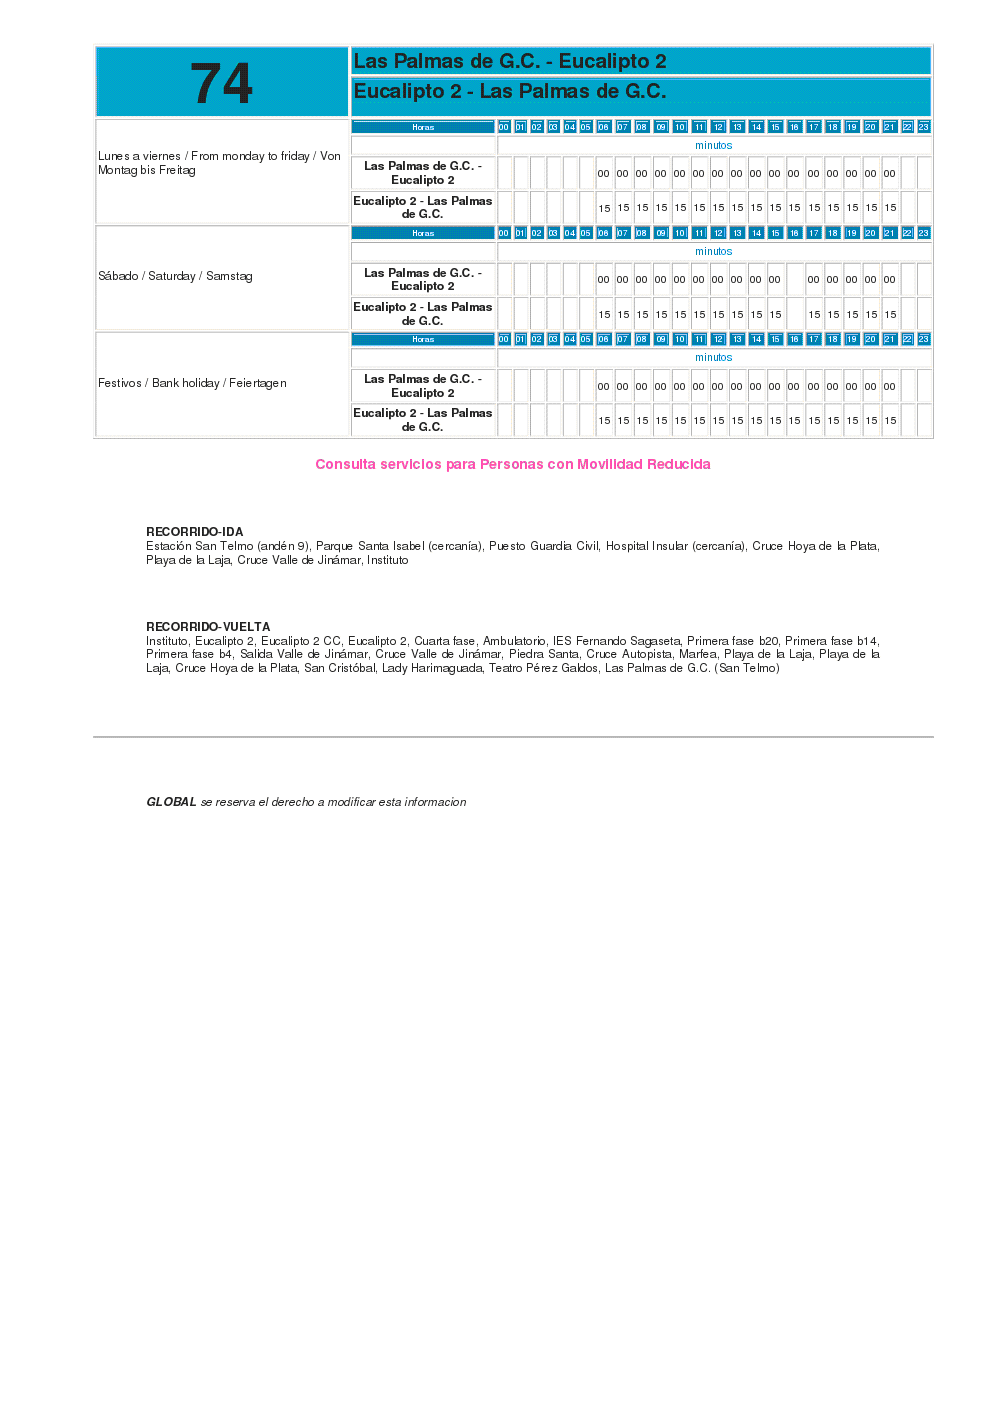 74
Las Palmas de G.C. - Eucalipto 2
Eucalipto 2 - Las Palmas de G.C.
Lunes a viernes / From monday to friday / Von
Montag bis Freitag
Horas 00 01 02 03 04 05 06 07 08 09 10 11 12 13 14 15 16 17 18 19 20 21 22 23
minutos
Las Palmas de G.C. -
Eucalipto 2
00 00 00 00 00 00 00 00 00 00 00 00 00 00 00 00
Eucalipto 2 - Las Palmas
de G.C.
15 15 15 15 15 15 15 15 15 15 15 15 15 15 15 15
Sábado / Saturday / Samstag
Horas 00 01 02 03 04 05 06 07 08 09 10 11 12 13 14 15 16 17 18 19 20 21 22 23
minutos
Las Palmas de G.C. -
Eucalipto 2
00 00 00 00 00 00 00 00 00 00 00 00 00 00 00
Eucalipto 2 - Las Palmas
de G.C.
15 15 15 15 15 15 15 15 15 15 15 15 15 15 15
Festivos / Bank holiday / Feiertagen
Horas 00 01 02 03 04 05 06 07 08 09 10 11 12 13 14 15 16 17 18 19 20 21 22 23
minutos
Las Palmas de G.C. -
Eucalipto 2
00 00 00 00 00 00 00 00 00 00 00 00 00 00 00 00
Eucalipto 2 - Las Palmas
de G.C.
15 15 15 15 15 15 15 15 15 15 15 15 15 15 15 15
Consulta servicios para Personas con Movilidad Reducida
RECORRIDO-IDA
Estación San Telmo (andén 9), Parque Santa Isabel (cercanía), Puesto Guardia Civil, Hospital Insular (cercanía), Cruce Hoya de la Plata,
Playa de la Laja, Cruce Valle de Jinámar, Instituto
RECORRIDO-VUELTA
Instituto, Eucalipto 2, Eucalipto 2 CC, Eucalipto 2, Cuarta fase, Ambulatorio, IES Fernando Sagaseta, Primera fase b20, Primera fase b14,
Primera fase b4, Salida Valle de Jinámar, Cruce Valle de Jinámar, Piedra Santa, Cruce Autopista, Marfea, Playa de la Laja, Playa de la
Laja, Cruce Hoya de la Plata, San Cristóbal, Lady Harimaguada, Teatro Pérez Galdos, Las Palmas de G.C. (San Telmo)
GLOBAL se reserva el derecho a modificar esta informacion